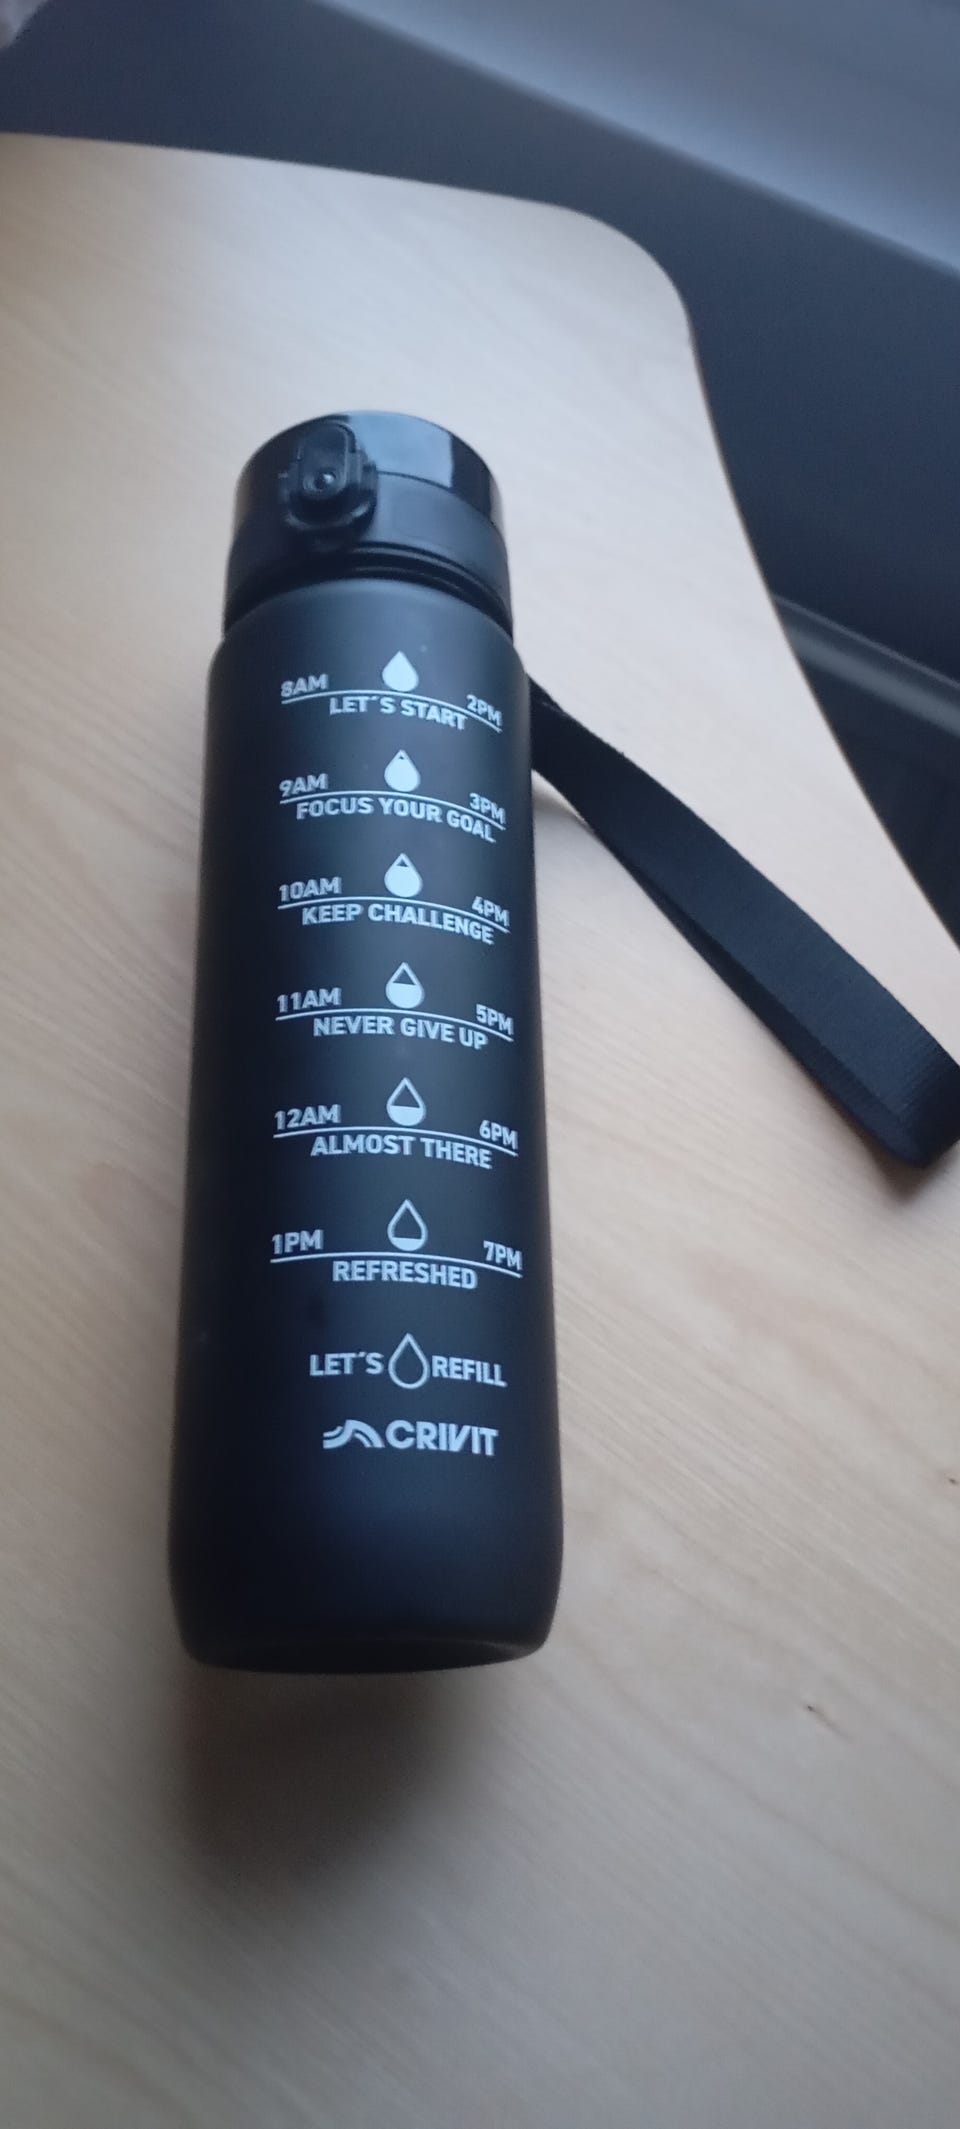 8AM 2PM
LET´S START
9AM 3PM
FOCUS YOUR GOAL
10AM 4PM
KEEP CHALLENGE
11AM 5PM
NEVER GIVE UP
12AM 6PM
ALMOST THERE
1PM 7PM
REFRESHED
LET´S REFILL
CRIVIT